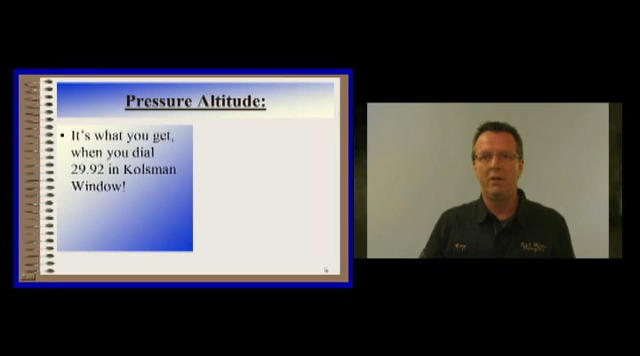 Pressure Altitude:
• It's what you get,
when you dial
29.92 in Kolsman
Window!